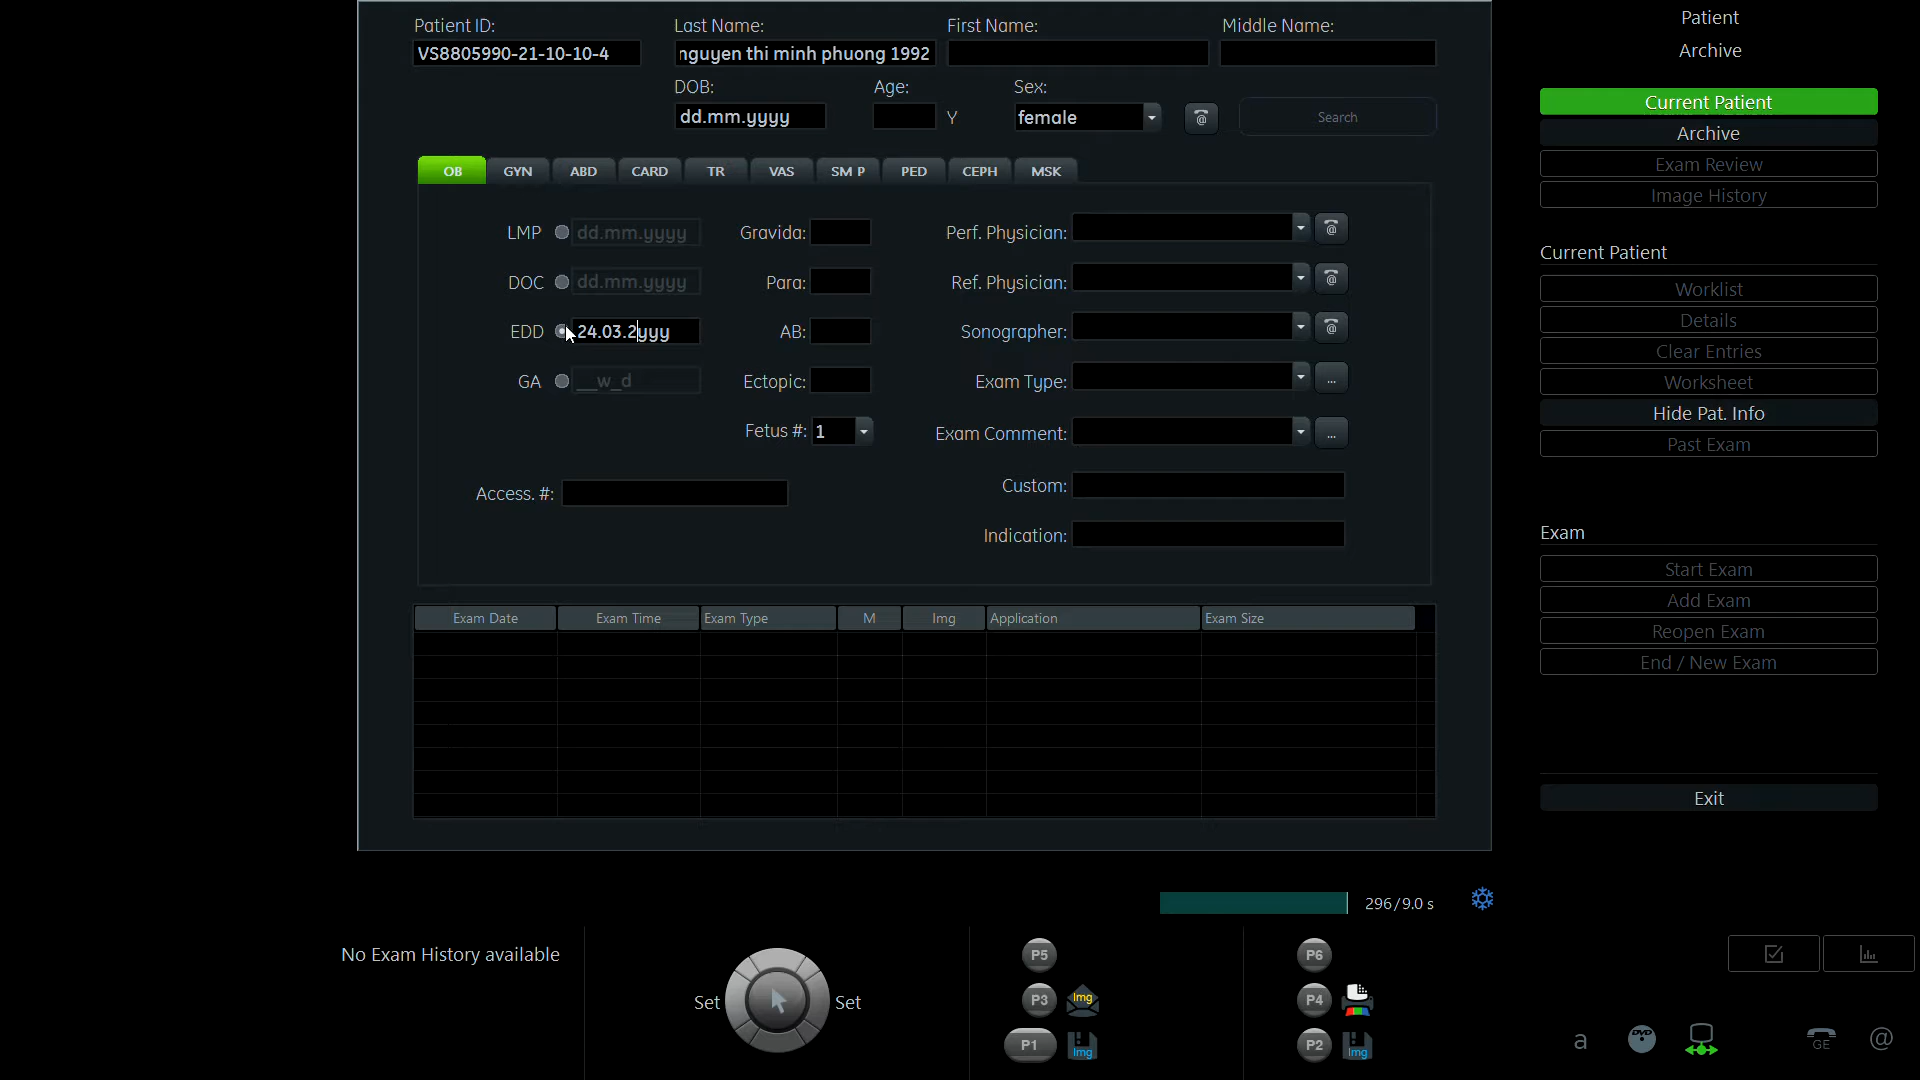 Patient ID: Last Name: First Name: Middle Name:
VS8805990-21-10-10-4 nguyen thi minh phuong 1992
DOB: Age: Sex:
dd.mm.yyyy Y female @ Search
OB GYN ABD CARD TR VAS SM P PED CEPH MSK
LMP dd.mm.yyyy Gravida: Perf. Physician: @
DOC dd.mm.yyyy Para: Ref. Physician: @
EDD 24.03.2yyy AB: Sonographer: @
GA __w_d Ectopic: Exam Type: ...
Fetus #: 1 Exam Comment: ...
Access. #: Custom:
Indication:
Exam Date Exam Time Exam Type M Img Application Exam Size
Patient
Archive
Current Patient
Archive
Exam Review
Image History
Current Patient
Worklist
Details
Clear Entries
Worksheet
Hide Pat. Info
Past Exam
Exam
Start Exam
Add Exam
Reopen Exam
End / New Exam
Exit
296/9.0 s
No Exam History available
Set Set
P5 P6
P3 Img P4
P1 Img P2 Img
a DVD GE @